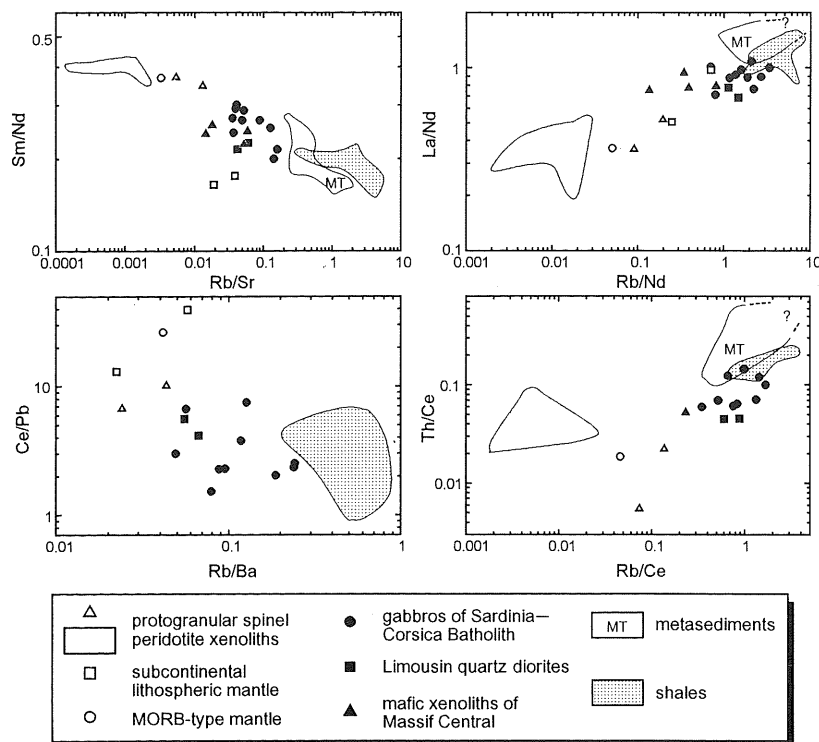 0.5
Sm/Nd
0.1
MT
0.0001
0.001
0.01
0.1
1
10
Rb/Sr
1
La/Nd
0.1
MT
?
0.001
0.01
0.1
1
10
Rb/Nd
10
Ce/Pb
1
0.01
0.1
1
Rb/Ba
0.100
Th/Ce
0.01
MT
?
0.001
0.01
0.1
1
Rb/Ce
protogranular spinel
peridotite xenoliths
subcontinental
lithospheric mantle
MORB-type mantle
gabbros of Sardinia—
Corsica Batholith
Limousin quartz diorites
mafic xenoliths of
Massif Central
MT
metasediments
shales